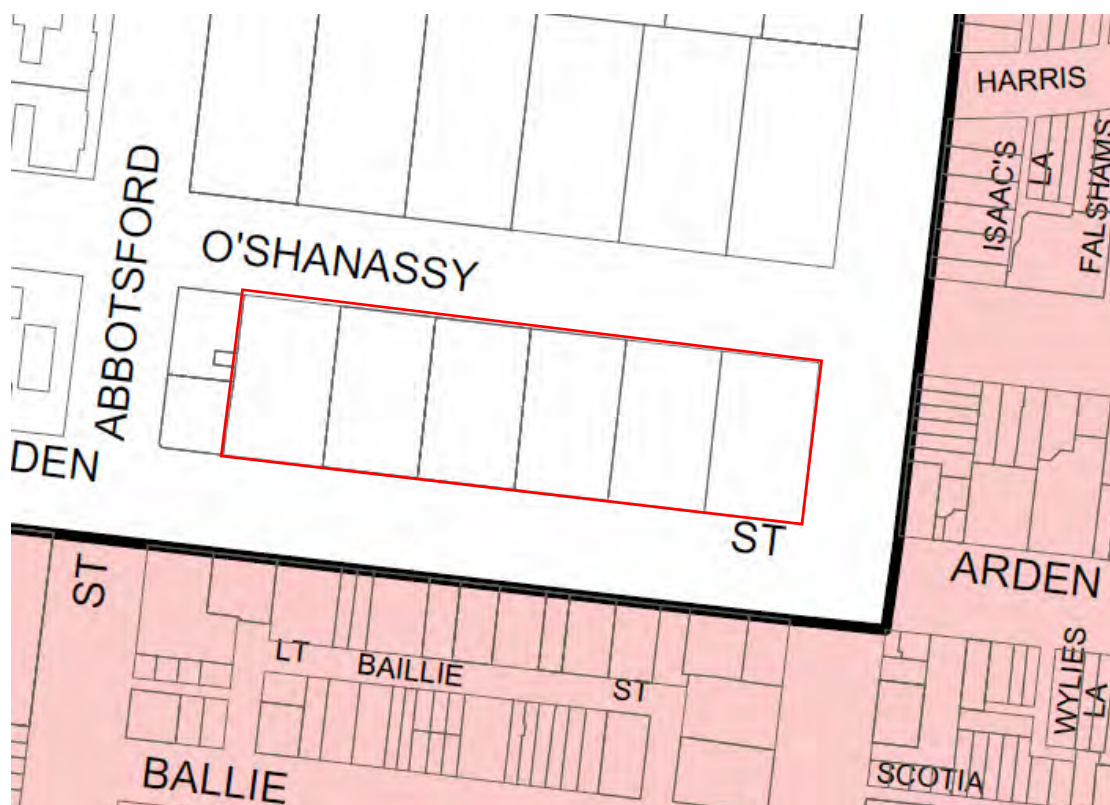 HARRIS
ISAAC'S
LA
FALSHAMS
ABBOTSFORD
O'SHANASSY
DEN
ST
ST
ARDEN
LT
BAILLIE
ST
WYLIES
LA
BALLIE
SCOTIA